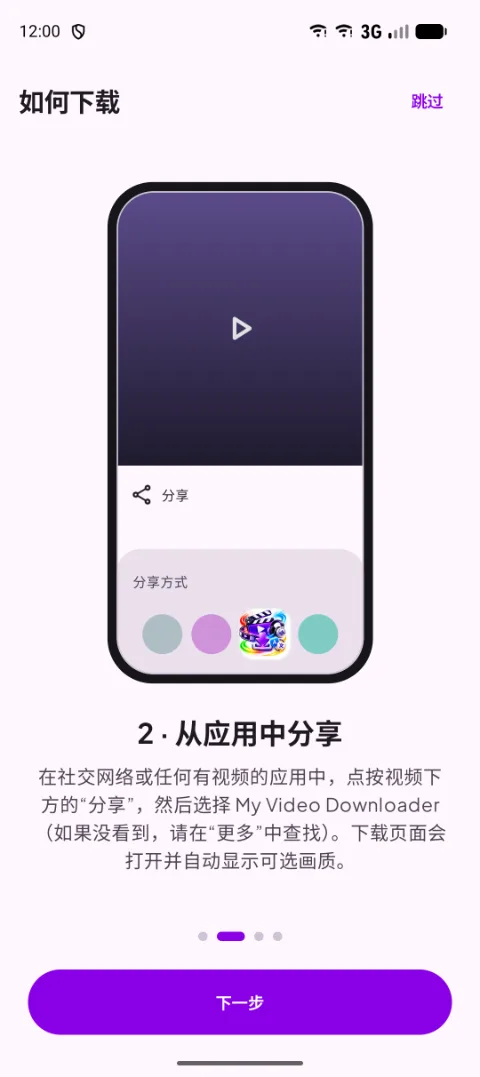 12:00
3G
如何下载
跳过
分享
分享方式
2 · 从应用中分享
在社交网络或任何有视频的应用中，点按视频下
方的“分享”，然后选择 My Video Downloader
（如果没看到，请在“更多”中查找）。下载页面会
打开并自动显示可选画质。
下一步